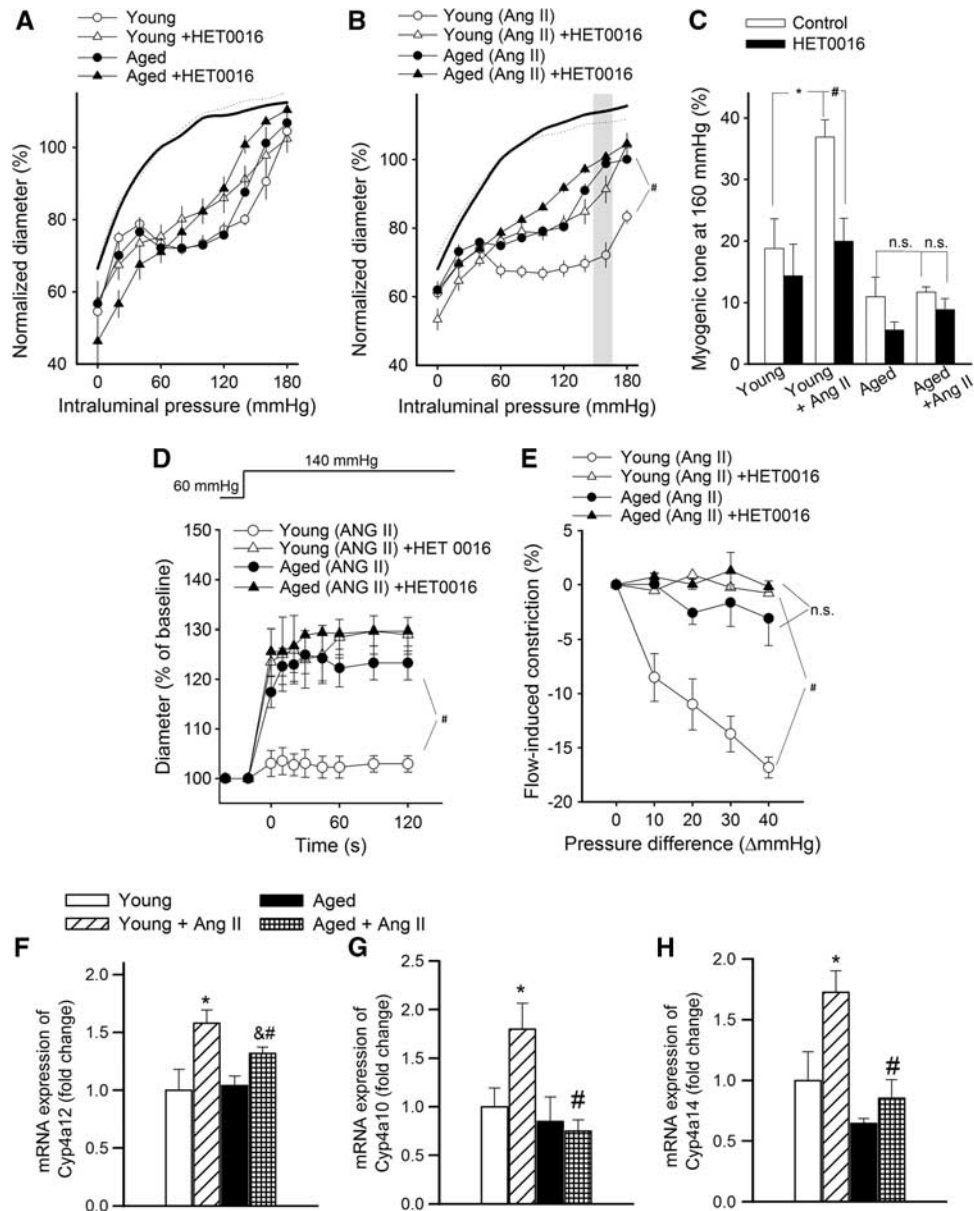 A
Young
Young +HET0016
Aged
Aged +HET0016
Normalized diameter (%)
100
80
60
40
0 60 120 180
Intraluminal pressure (mmHg)
B
Young (Ang II)
Young (Ang II) +HET0016
Aged (Ang II)
Aged (Ang II) +HET0016
Normalized diameter (%)
100
80
60
40
#
0 60 120 180
Intraluminal pressure (mmHg)
C
Control
HET0016
Myogenic tone at 160 mmHg (%)
40
30
20
10
0
* #
n.s. n.s.
Young
Young
+ Ang II
Aged
Aged
+Ang II
D
140 mmHg
60 mmHg
Young (ANG II)
Young (ANG II) +HET 0016
Aged (ANG II)
Aged (ANG II) +HET0016
Diameter (% of baseline)
150
140
130
120
110
100
#
0 60 120
Time (s)
E
Young (Ang II)
Young (Ang II) +HET0016
Aged (Ang II)
Aged (Ang II) +HET0016
Flow-induced constriction (%)
5
0
-5
-10
-15
-20
n.s.
#
0 10 20 30 40
Pressure difference (ΔmmHg)
Young
Young + Ang II
Aged
Aged + Ang II
F
mRNA expression of
Cyp4a12 (fold change)
2.0
1.5
1.0
0.5
0.0
*
&#
G
mRNA expression of
Cyp4a10 (fold change)
2.5
2.0
1.5
1.0
0.5
0.0
*
#
H
mRNA expression of
Cyp4a14 (fold change)
2.0
1.5
1.0
0.5
0.0
*
#